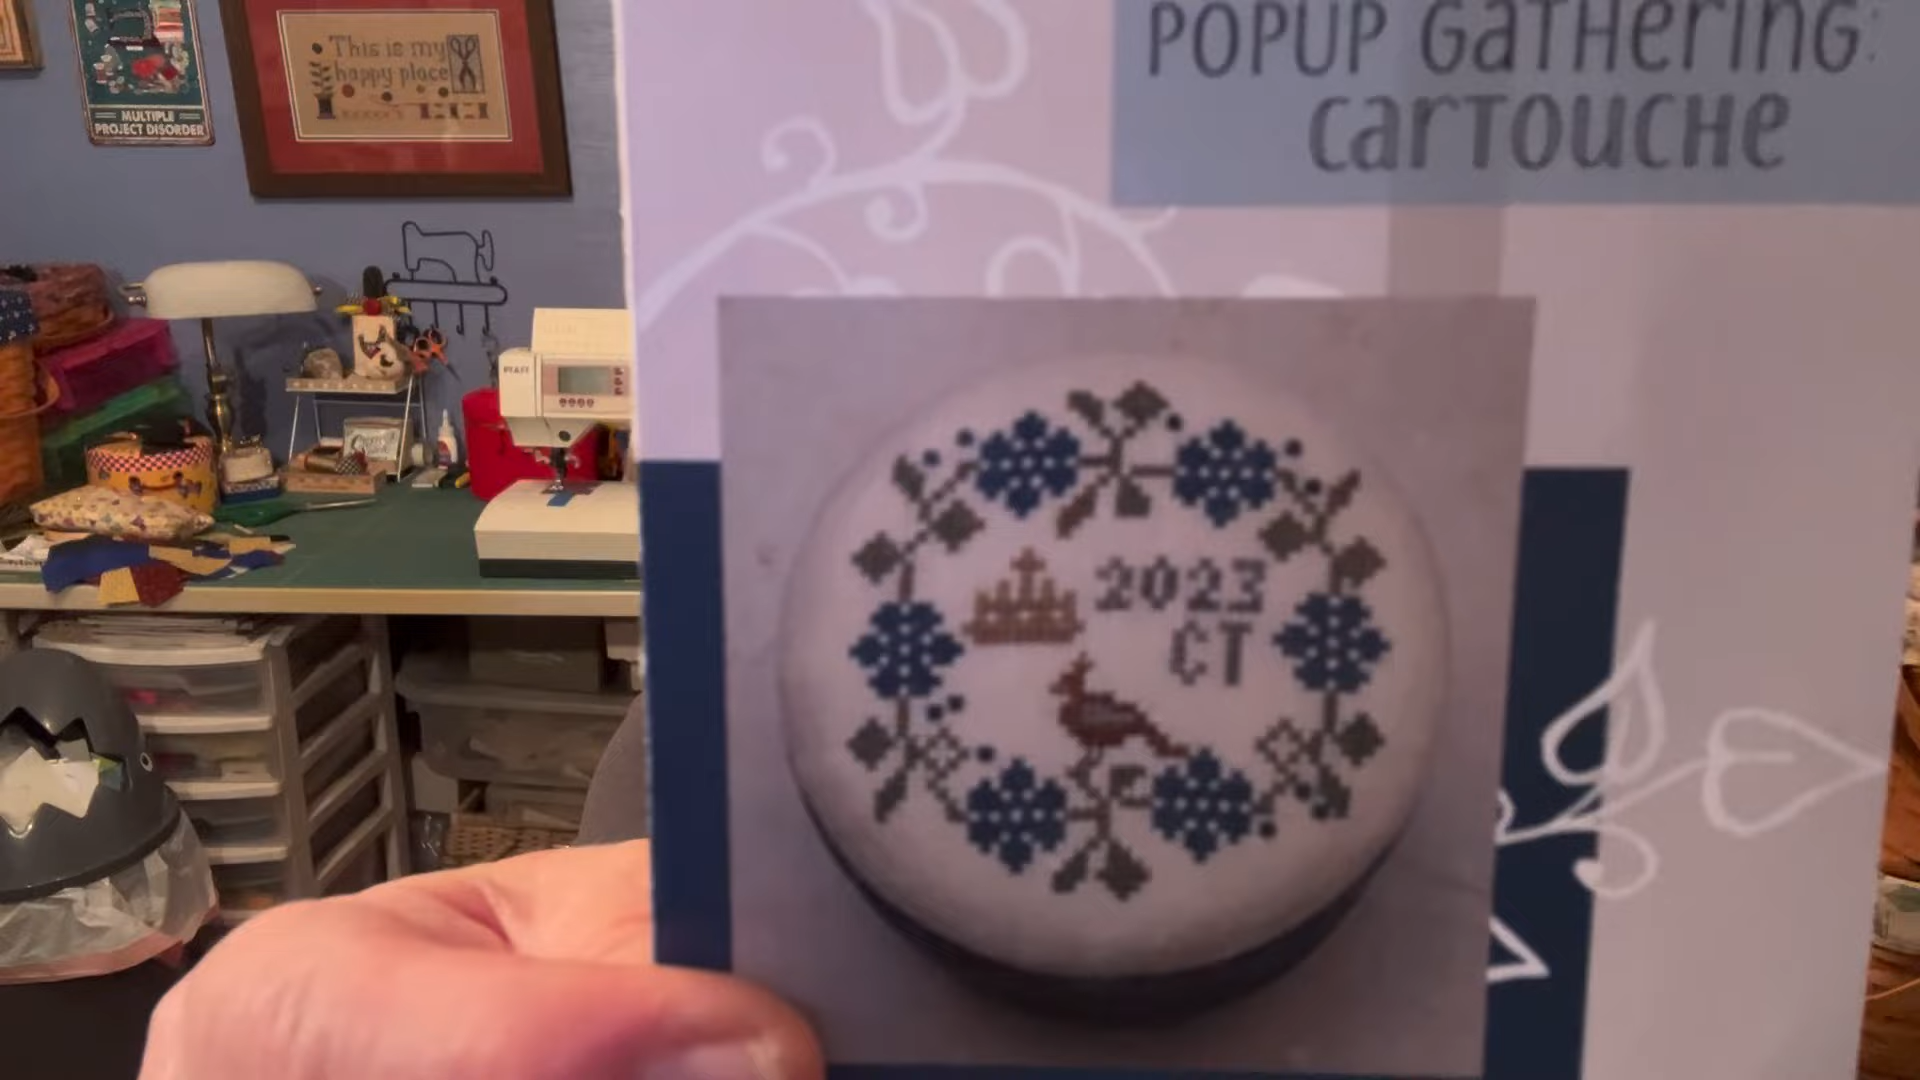 POPUP GATHERING:
CARTOUCHE
This is my
happy place
MULTIPLE
PROJECT DISORDER
PFAFF
2023
CT